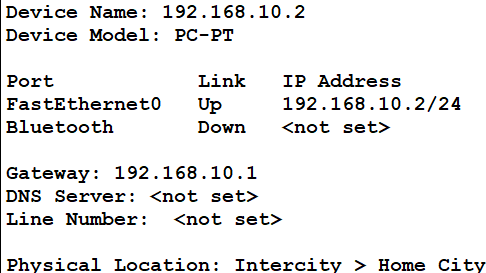 Device Name: 192.168.10.2
Device Model: PC-PT
Port Link IP Address
FastEthernet0 Up 192.168.10.2/24
Bluetooth Down <not set>
Gateway: 192.168.10.1
DNS Server: <not set>
Line Number: <not set>
Physical Location: Intercity > Home City